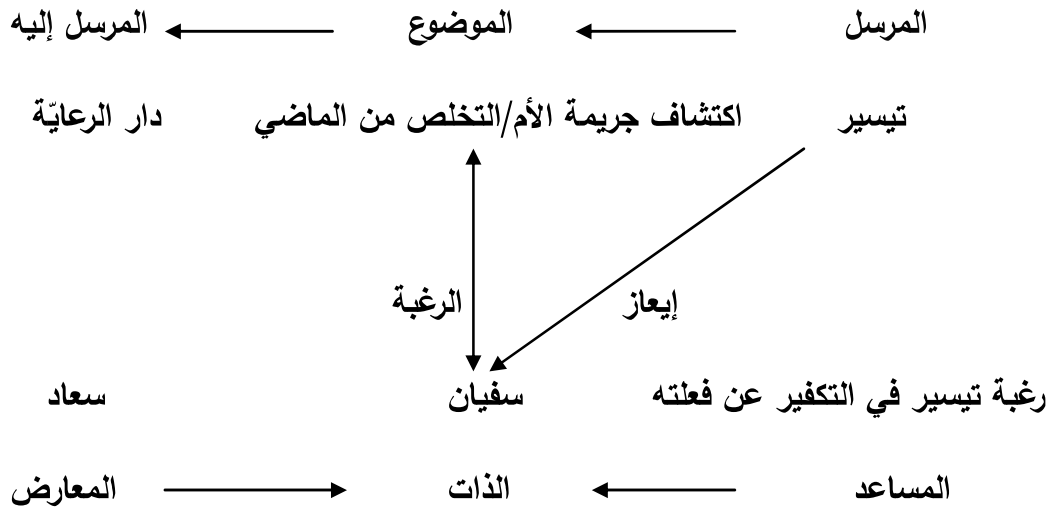 المرسل الموضوع المرسل إليه
تيسير اكتشاف جريمة الأم/التخلص من الماضي دار الرعايّة
إيعاز الرغبة
رغبة تيسير في التكفير عن فعلته سفيان سعاد
المساعد الذات المعارض